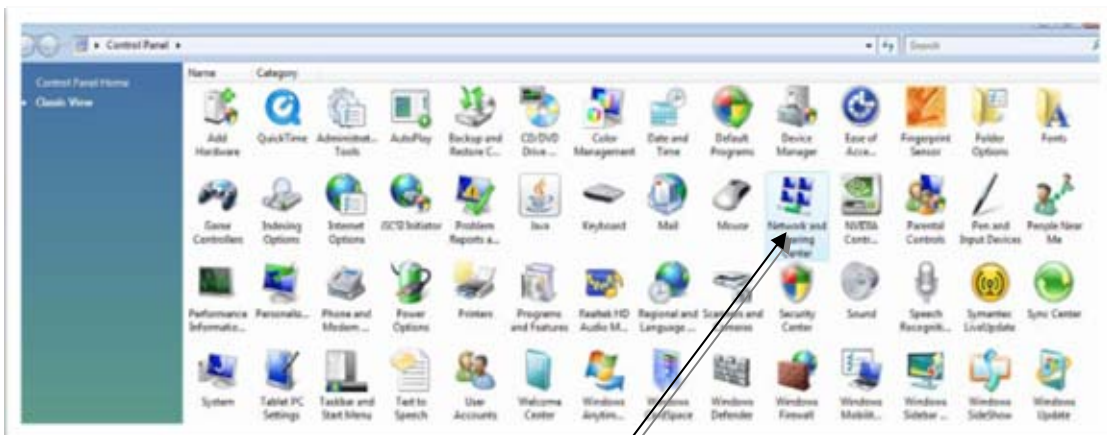 Control Panel
Search
Control Panel Home
Classic View
Name Category
Add Hardware
QuickTime
Administrat... Tools
AutoPlay
Backup and Restore C...
CD/DVD Drive ...
Color Management
Date and Time
Default Programs
Device Manager
Ease of Acce...
Fingerprint Sensor
Folder Options
Fonts
Game Controllers
Indexing Options
Internet Options
iSCSI Initiator
Problem Reports a...
Java
Keyboard
Mail
Mouse
Network and
Center
NVIDIA Contr...
Parental Controls
Pen and Input Devices
People Near Me
Performance Informatio...
Personaliz...
Phone and Modem ...
Power Options
Printers
Programs and Features
Realtek HD Audio M...
Regional and Language ...
Scanners and Cameras
Security Center
Sound
Speech Recogniti...
Symantec LiveUpdate
Sync Center
System
Tablet PC Settings
Taskbar and Start Menu
Text to Speech
User Accounts
Welcome Center
Windows Anytim...
Windows CardSpace
Windows Defender
Windows Firewall
Windows Mobilit...
Windows Sidebar ...
Windows SideShow
Windows Update